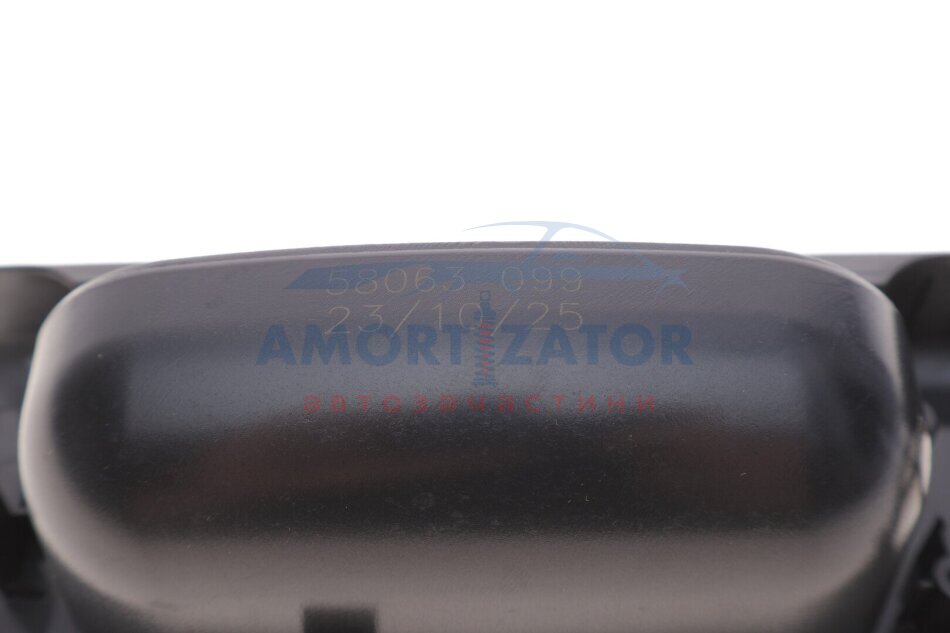 58063 099
23/10/25
AMORTIZATOR
автозапчастини